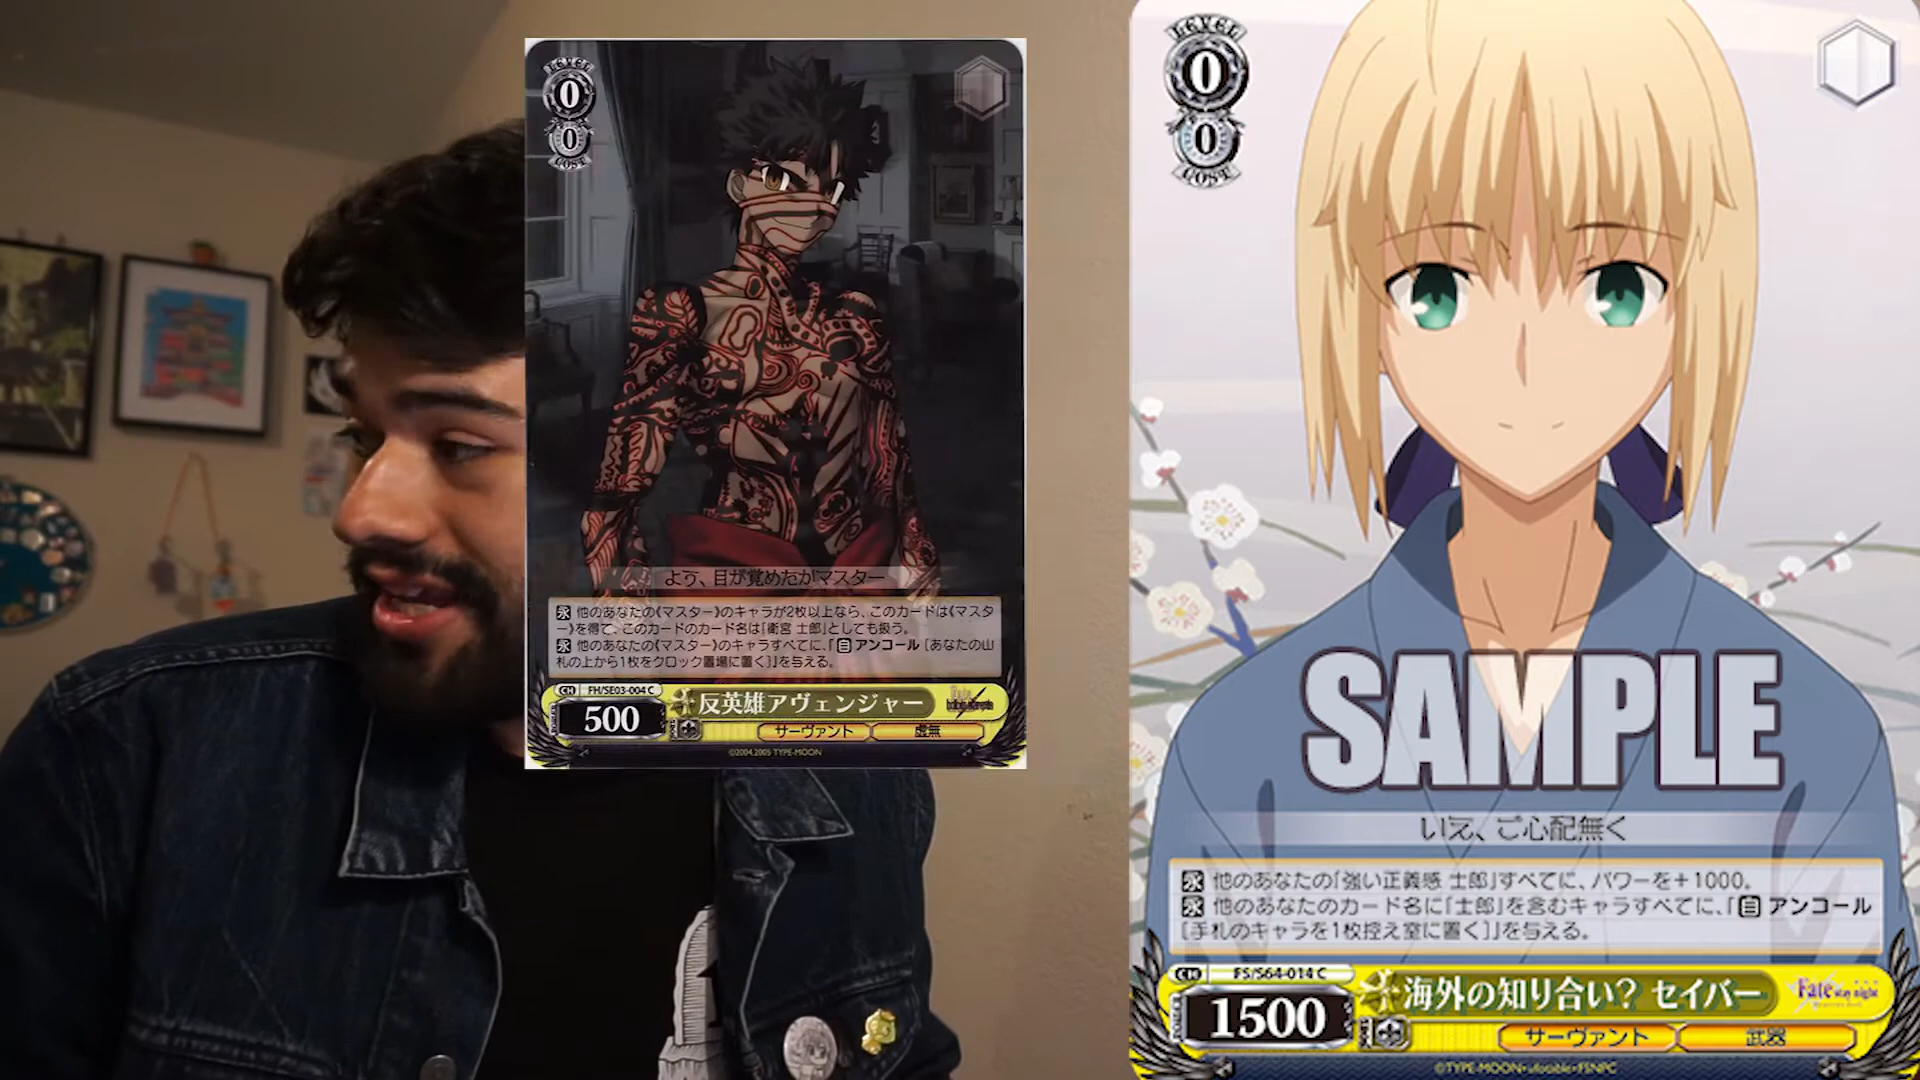 LEVEL
0
0
COST
よう、目が覚めたかマスター
永 他のあなたの《マスター》のキャラが2枚以上なら、このカードは《マスタ
ー》を得て、このカードのカード名は「衛宮 士郎」としても扱う。
永 他のあなたの《マスター》のキャラすべてに、「自 アンコール [あなたの山
札の上から1枚をクロック置場に置く]」を与える。
CH FH/SE03-004 C
反英雄アヴェンジャー
500
サーヴァント 虚無
©2004,2005 TYPE-MOON
LEVEL
0
0
COST
SAMPLE
いえ、ご心配無く
永 他のあなたの「強い正義感 士郎」すべてに、パワーを+1000。
永 他のあなたのカード名に「士郎」を含むキャラすべてに、「自 アンコール
[手札のキャラを1枚控え室に置く]」を与える。
CH FS/S64-014 C
海外の知り合い? セイバー
Fate stay night
1500
サーヴァント 武器
©TYPE-MOON・ufotable・FSNPC